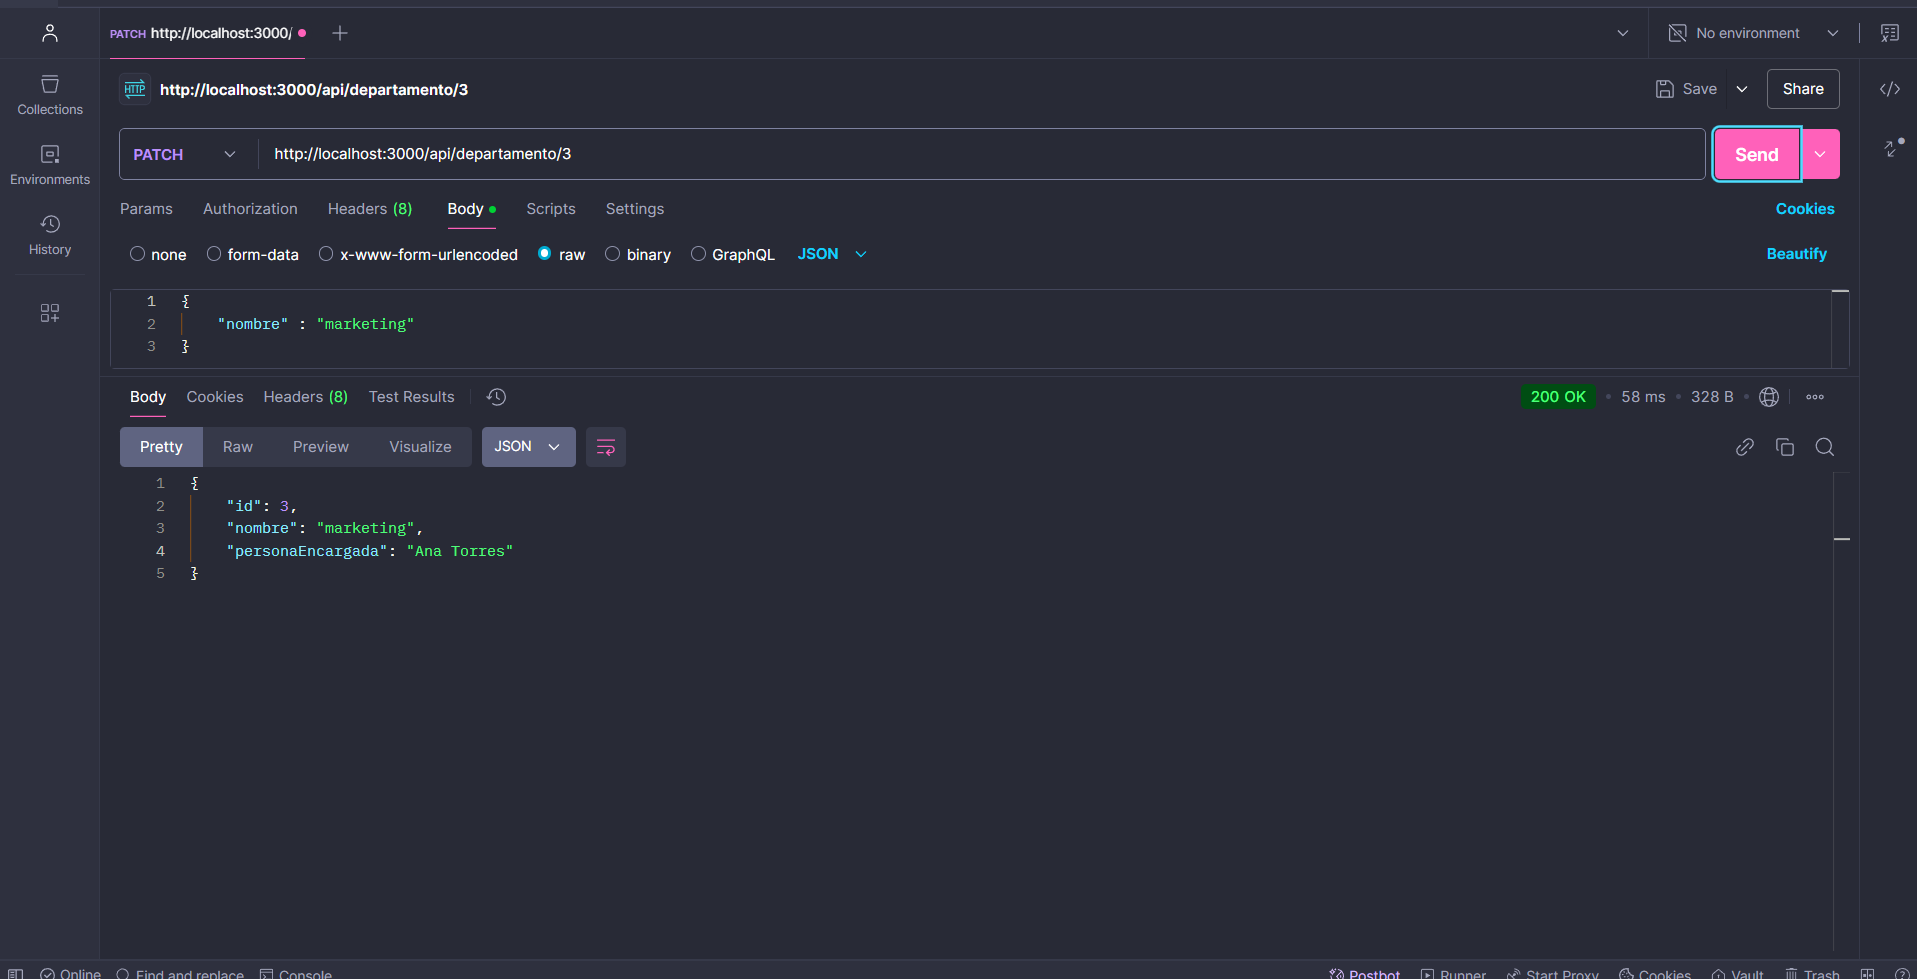 PATCH http://localhost:3000/
No environment
Collections
Environments
History
HTTP http://localhost:3000/api/departamento/3
Save
Share
PATCH
http://localhost:3000/api/departamento/3
Send
Params
Authorization
Headers (8)
Body
Scripts
Settings
Cookies
none
form-data
x-www-form-urlencoded
raw
binary
GraphQL
JSON
Beautify
1 {
2 "nombre" : "marketing"
3 }
Body
Cookies
Headers (8)
Test Results
200 OK
58 ms
328 B
Pretty
Raw
Preview
Visualize
JSON
1 {
2 "id": 3,
3 "nombre": "marketing",
4 "personaEncargada": "Ana Torres"
5 }
Online
Find and replace
Console
Postbot
Runner
Start Proxy
Cookies
Vault
Trash